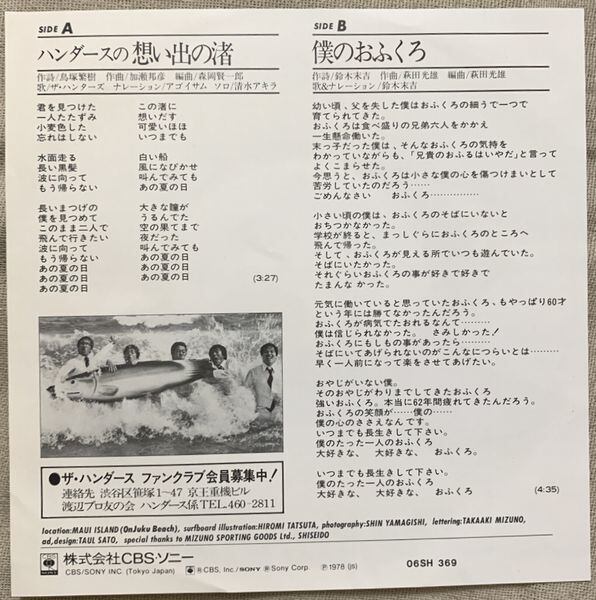 SIDE A
ハンダースの 想い出の渚
作詩/鳥塚繁樹 作曲/加瀬邦彦 編曲/森岡賢一郎
歌/ザ・ハンターズ ナレーション/アゴイサム ソロ/清水アキラ
君を見つけた この渚に
一人たたずみ 想いだす
小麦色した 可愛いほほ
忘れはしない いつまでも
水面走る 白い船
長い黒髪 風になびかせ
波に向って 叫んでみても
もう帰らない あの夏の日
長いまつげの 大きな瞳が
僕を見つめて うるんでた
このまま二人で 空の果てまで
飛んで行きたい 夜だった
波に向って 叫んでみても
もう帰らない あの夏の日
あの夏の日 あの夏の日
あの夏の日 あの夏の日
あの夏の日
(3:27)
●ザ・ハンダース ファンクラブ会員募集中!
連絡先 渋谷区笹塚1〜47 京王重機ビル
渡辺プロ友の会 ハンダース係TEL.460-2811
SIDE B
僕のおふくろ
作詩/鈴木末吉 作曲/萩田光雄 編曲/萩田光雄
歌&ナレーション/鈴木末吉
幼い頃、父を失した僕はおふくろの細うで一つで
育てられてきた。
おふくろは食べ盛りの兄弟六人をかかえ
一生懸命働いた。
末っ子だった僕は、そんなおふくろの気持を
わかっていながらも、「兄貴のおふるはいやだ」と言って
よくこまらせた。
今思うと、おふくろは小さな僕の心を傷つけまいとして
苦労していたのだろう……
ごめんなさい おふくろ……………
小さい頃の僕は、おふくろのそばにいないと
おちつかなかった。
学校が終ると、まっしぐらにおふくろのところへ
飛んで帰った。
そして、おふくろが見える所でいつも遊んでいた。
そばにいたかった。
それぐらいおふくろの事が好きで好きで
たまんな かった。
元気に働いていると思っていたおふくろ、もやっぱり60才
という年には勝てなかったんだろう。
おふくろが病気でたおれるなんて………
僕は信じられなかった。 さみしかった!
おふくろにもしもの事があったら………
そばにいてあげられないのがこんなにつらいとは………
早く一人前になって楽をさせてあげたい。
おやじがいない僕。
そのおやじがわりまでしてきたおふくろ
強いおふくろ。本当に62年間疲れてきたんだろう。
おふくろの笑顔が……僕の……
僕の心のささえなんです。
いつまでも長生きして下さい。
僕のたった一人のおふくろ
大好きな、 大好きな、 おふくろ。
いつまでも長生きして下さい。
僕のたった一人のおふくろ
大好きな、 大好きな、 おふくろ
(4:35)
location:MAUI ISLAND(OnJuku Beach), surfboard illustration:HIROMI TATSUTA, photography:SHIN YAMAGISHI, lettering:TAKAAKI MIZUNO,
ad,design:TAUL SATO, special thanks to MIZUNO SPORTING GOODS Ltd., SHISEIDO
CBS SONY 株式会社CBS・ソニー
CBS/SONY INC. (Tokyo Japan) ® CBS, Inc./SONY ® Sony Corp. ℗1978 (js)
06SH 369